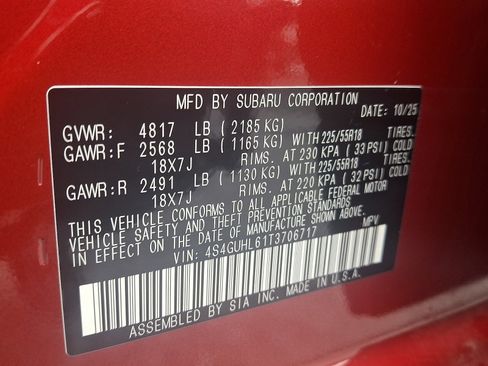 MFD BY SUBARU CORPORATION
DATE: 10/25
GVWR: 4817 LB (2185 KG)
GAWR:F 2568 LB (1165 KG) WITH 225/55R18 TIRES.
18X7J RIMS. AT 230 KPA (33 PSI) COLD
GAWR:R 2491 LB (1130 KG) WITH 225/55R18 TIRES.
18X7J RIMS. AT 220 KPA (32 PSI) COLD
THIS VEHICLE CONFORMS TO ALL APPLICABLE FEDERAL MOTOR
VEHICLE SAFETY AND THEFT PREVENTION STANDARDS
IN EFFECT ON THE DATE OF MANUFACTURE SHOWN ABOVE.
VIN: 4S4GUHL61T3706717 MPV
ASSEMBLED BY SIA INC. MADE IN U.S.A.